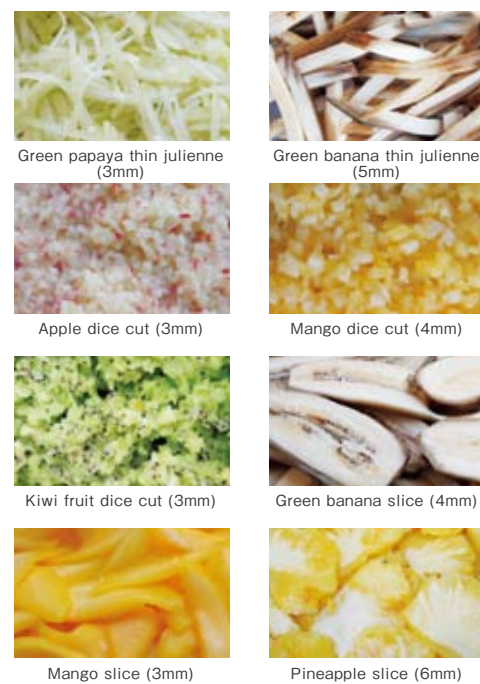 Green papaya thin julienne
(3mm)
Green banana thin julienne
(5mm)
Apple dice cut (3mm)
Mango dice cut (4mm)
Kiwi fruit dice cut (3mm)
Green banana slice (4mm)
Mango slice (3mm)
Pineapple slice (6mm)